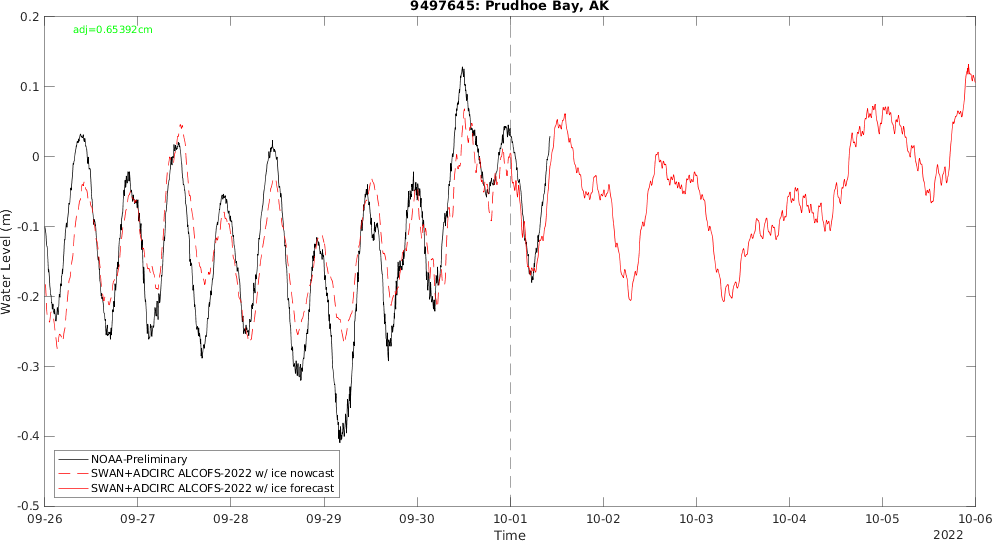 9497645: Prudhoe Bay, AK
adj=0.65392cm
0.2
0.1
0
-0.1
-0.2
-0.3
-0.4
-0.5
Water Level (m)
NOAA-Preliminary
SWAN+ADCIRC ALCOFS-2022 w/ ice nowcast
SWAN+ADCIRC ALCOFS-2022 w/ ice forecast
09-26 09-27 09-28 09-29 09-30 10-01 10-02 10-03 10-04 10-05 10-06
Time
2022